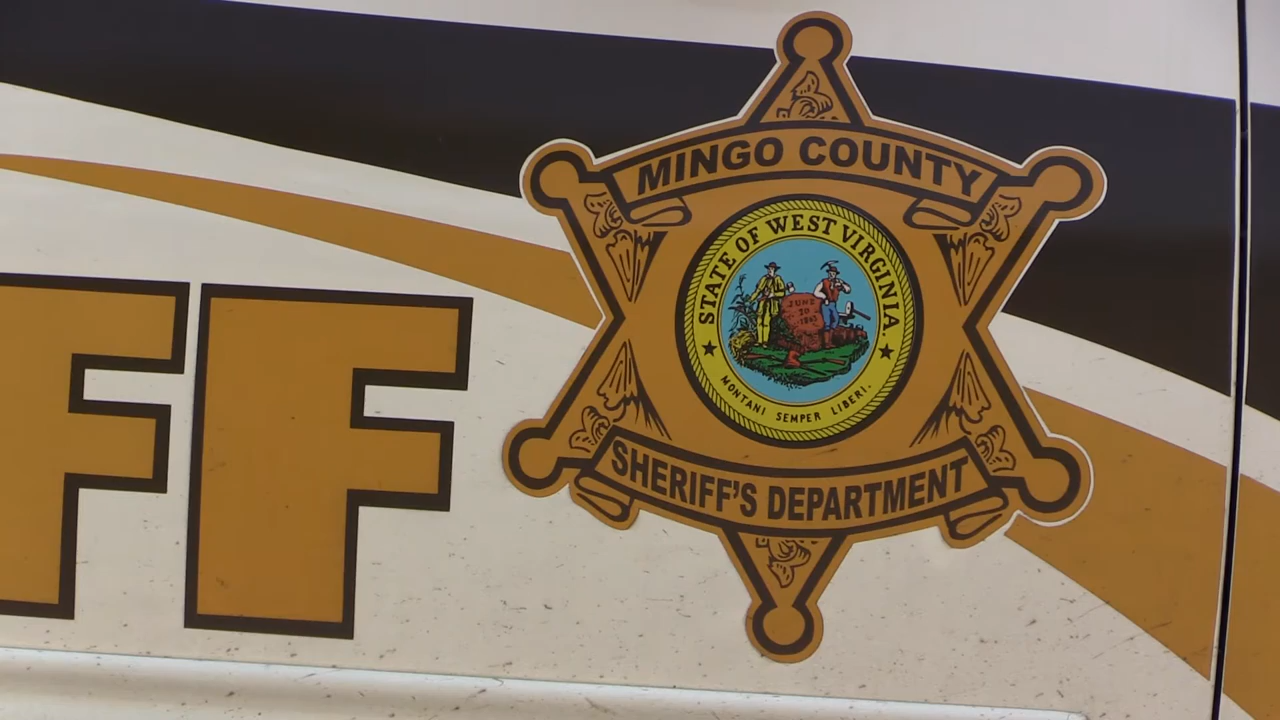 FF
MINGO COUNTY
STATE OF WEST VIRGINIA
JUNE
20
1863
MONTANI SEMPER LIBERI.
SHERIFF'S DEPARTMENT